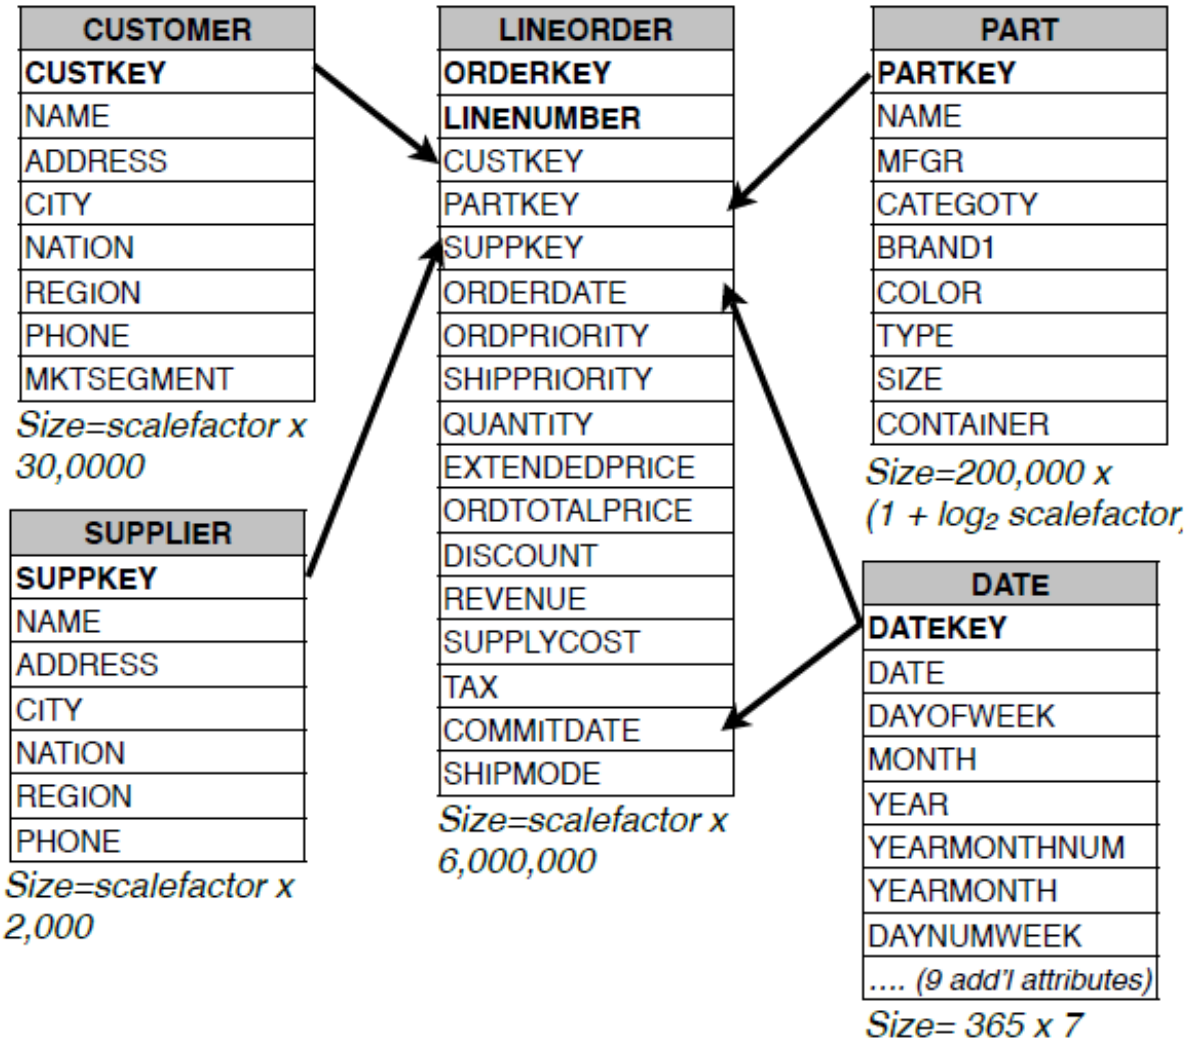 CUSTOMER
CUSTKEY
NAME
ADDRESS
CITY
NATION
REGION
PHONE
MKTSEGMENT
Size=scalefactor x
30,0000
SUPPLIER
SUPPKEY
NAME
ADDRESS
CITY
NATION
REGION
PHONE
Size=scalefactor x
2,000
LINEORDER
ORDERKEY
LINENUMBER
CUSTKEY
PARTKEY
SUPPKEY
ORDERDATE
ORDPRIORITY
SHIPPRIORITY
QUANTITY
EXTENDEDPRICE
ORDTOTALPRICE
DISCOUNT
REVENUE
SUPPLYCOST
TAX
COMMITDATE
SHIPMODE
Size=scalefactor x
6,000,000
PART
PARTKEY
NAME
MFGR
CATEGOTY
BRAND1
COLOR
TYPE
SIZE
CONTAINER
Size=200,000 x
(1 + log₂ scalefactor)
DATE
DATEKEY
DATE
DAYOFWEEK
MONTH
YEAR
YEARMONTHNUM
YEARMONTH
DAYNUMWEEK
.... (9 add'l attributes)
Size= 365 x 7